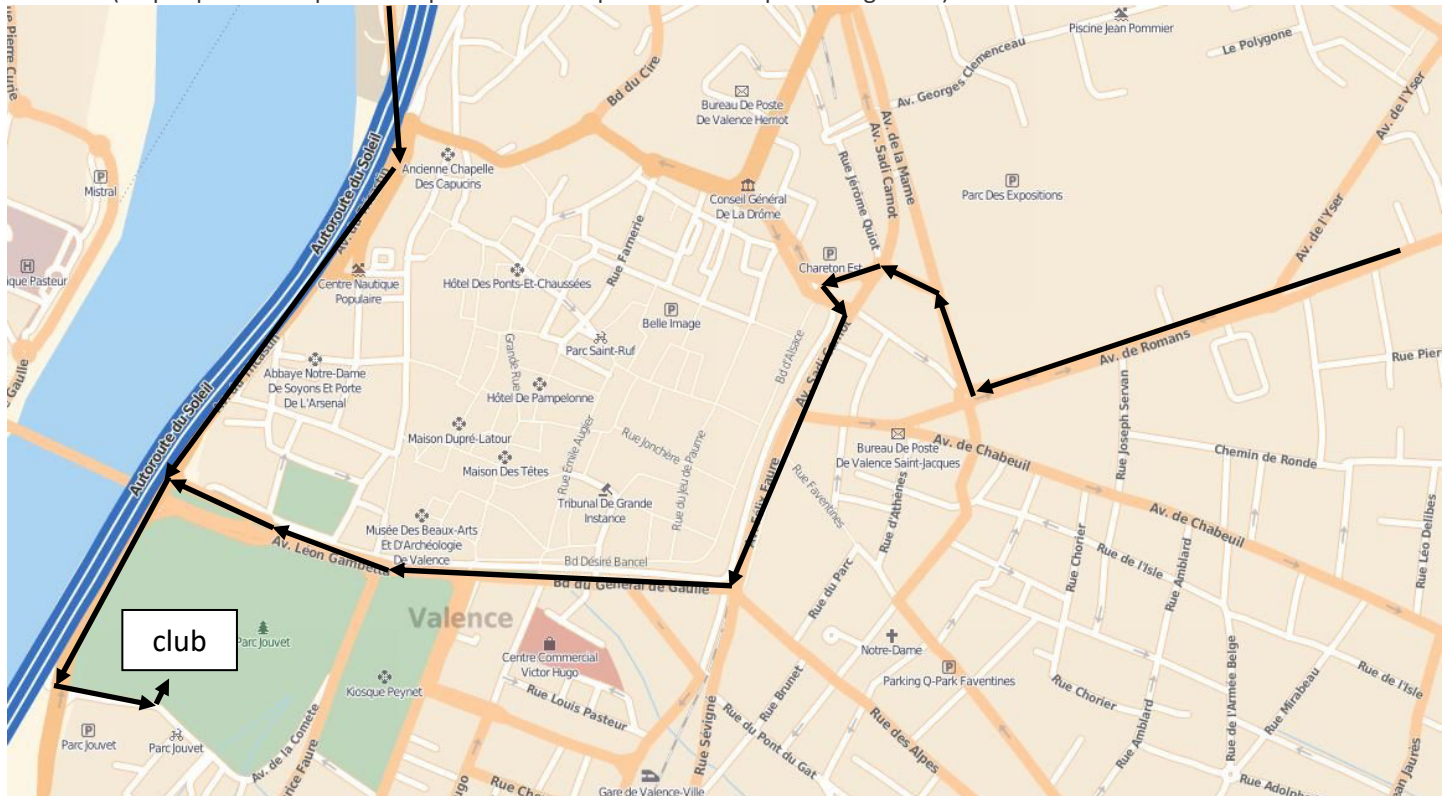 Piscine Jean Pommier
Le Polygone
Av. Georges Clemenceau
Av. de l'Yser
Av. de l'Yser
Bd du Cire
Bureau De Poste
De Valence Hernot
Av. de la Marne
Av. Sadi Carnot
Rue Jérôme Quiot
Autoroute du Soleil
Ancienne Chapelle
Des Capucins
Mistral
Conseil Général
De La Drôme
Parc Des Expositions
Rue Farnerie
Chareton Est
Centre Nautique
Populaire
Hôtel Des Ponts-Et-Chaussées
Belle Image
Parc Saint-Ruf
Grande Rue
Bd d'Alsace
Av. Sadi Carnot
Av. de Romans
Abbaye Notre-Dame
De Soyons Et Porte
De L'Arsenal
Hôtel De Pampelonne
Rue Joseph Servan
Maison Dupré-Latour
Rue Émile Augier
Rue Jonchère
Rue du Jeu de Paume
Bureau De Poste
De Valence Saint-Jacques
Av. de Chabeuil
Chemin de Ronde
Maison Des Têtes
Autoroute du Soleil
Rue Faventines
Rue d'Athènes
Tribunal De Grande
Instance
Av. Félix Faure
Av. de Chabeuil
Rue Léo Delibes
Musée Des Beaux-Arts
Et D'Archéologie
De Valence
Av. Léon Gambetta
Bd Désiré Bancel
Bd du Général de Gaulle
Rue du Parc
Rue Chorier
Rue de l'Isle
Rue Amblard
Valence
club
Parc Jouvet
Centre Commercial
Victor Hugo
Notre-Dame
Kiosque Peynet
Parking Q-Park Faventines
Rue Louis Pasteur
Rue Brunet
Rue Chorier
Rue de l'Armée Belge
Rue Mirabeau
Rue de l'Isle
Parc Jouvet
Parc Jouvet
Av. de la Comète
Rue Sévigné
Rue du Pont du Gat
Rue des Alpes
Rue Amblard
Gare de Valence-Ville